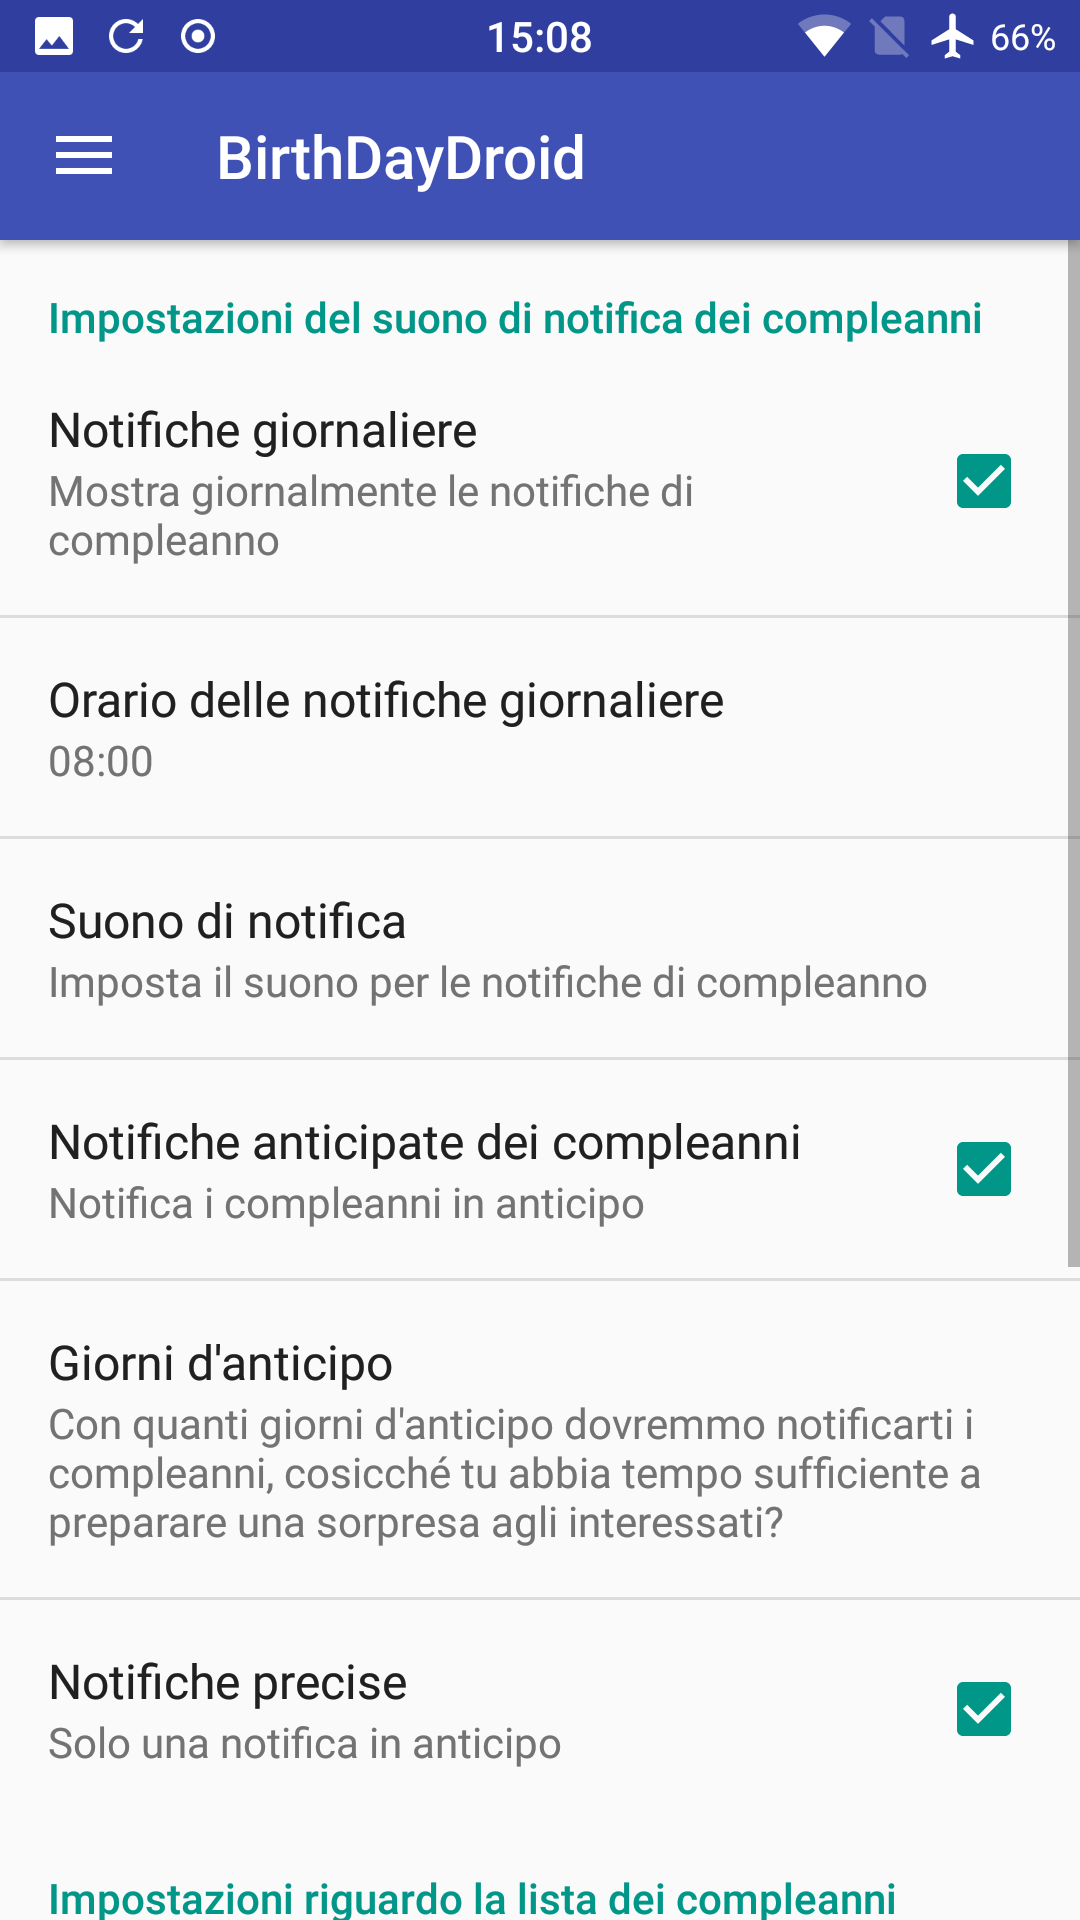 15:08
66%
BirthDayDroid
Impostazioni del suono di notifica dei compleanni
Notifiche giornaliere
Mostra giornalmente le notifiche di
compleanno
Orario delle notifiche giornaliere
08:00
Suono di notifica
Imposta il suono per le notifiche di compleanno
Notifiche anticipate dei compleanni
Notifica i compleanni in anticipo
Giorni d'anticipo
Con quanti giorni d'anticipo dovremmo notificarti i
compleanni, cosicché tu abbia tempo sufficiente a
preparare una sorpresa agli interessati?
Notifiche precise
Solo una notifica in anticipo
Impostazioni riguardo la lista dei compleanni